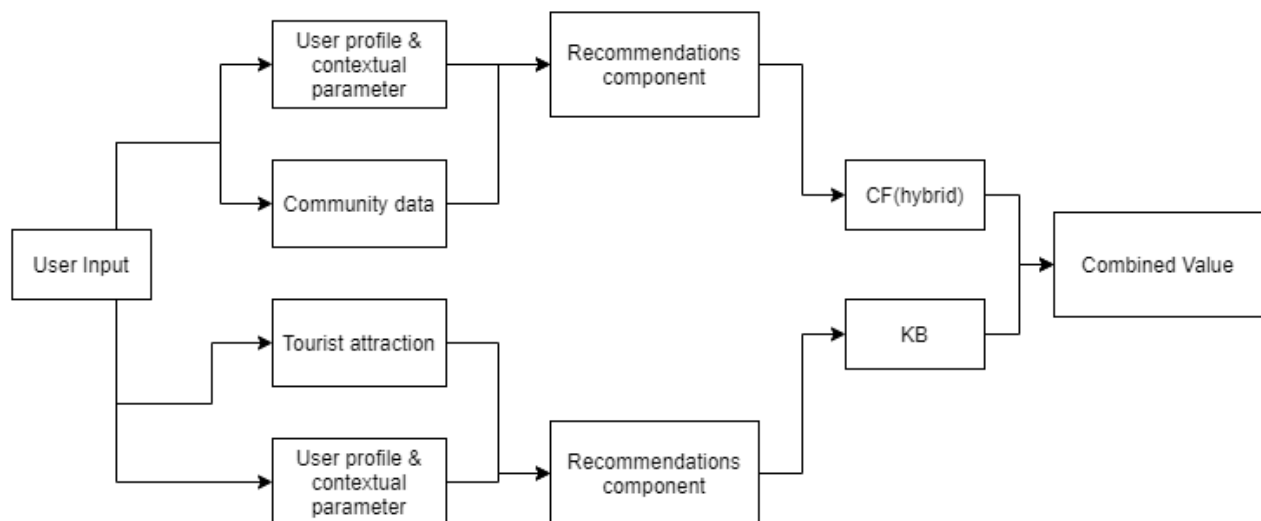 User profile &
contextual
parameter
Recommendations
component
Community data
CF(hybrid)
User Input
Combined Value
Tourist attraction
KB
User profile &
contextual
parameter
Recommendations
component